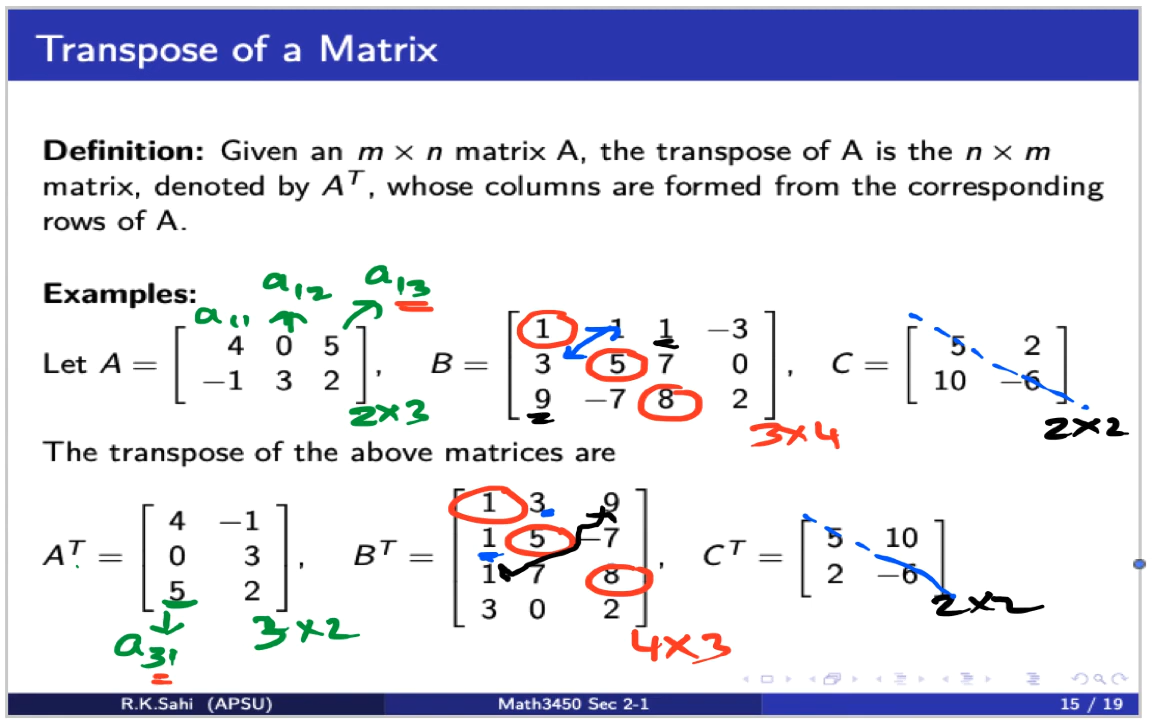 Transpose of a Matrix
Definition: Given an m × n matrix A, the transpose of A is the n × m
matrix, denoted by Aᵀ, whose columns are formed from the corresponding
rows of A.
a₁₂ a₁₃
Examples:
a₁₁
Let A = [ 4 0 5 ; −1 3 2 ], B = [ 1 1 1 −3 ; 3 5 7 0 ; 9 −7 8 2 ], C = [ 5 2 ; 10 −6 ]
2×3 3×4 2×2
The transpose of the above matrices are
Aᵀ = [ 4 −1 ; 0 3 ; 5 2 ], Bᵀ = [ 1 3 9 ; 1 5 −7 ; 1 7 8 ; 3 0 2 ], Cᵀ = [ 5 10 ; 2 −6 ]
a₃₁ 3×2 4×3 2×2
R.K.Sahi (APSU) Math3450 Sec 2-1 15 / 19